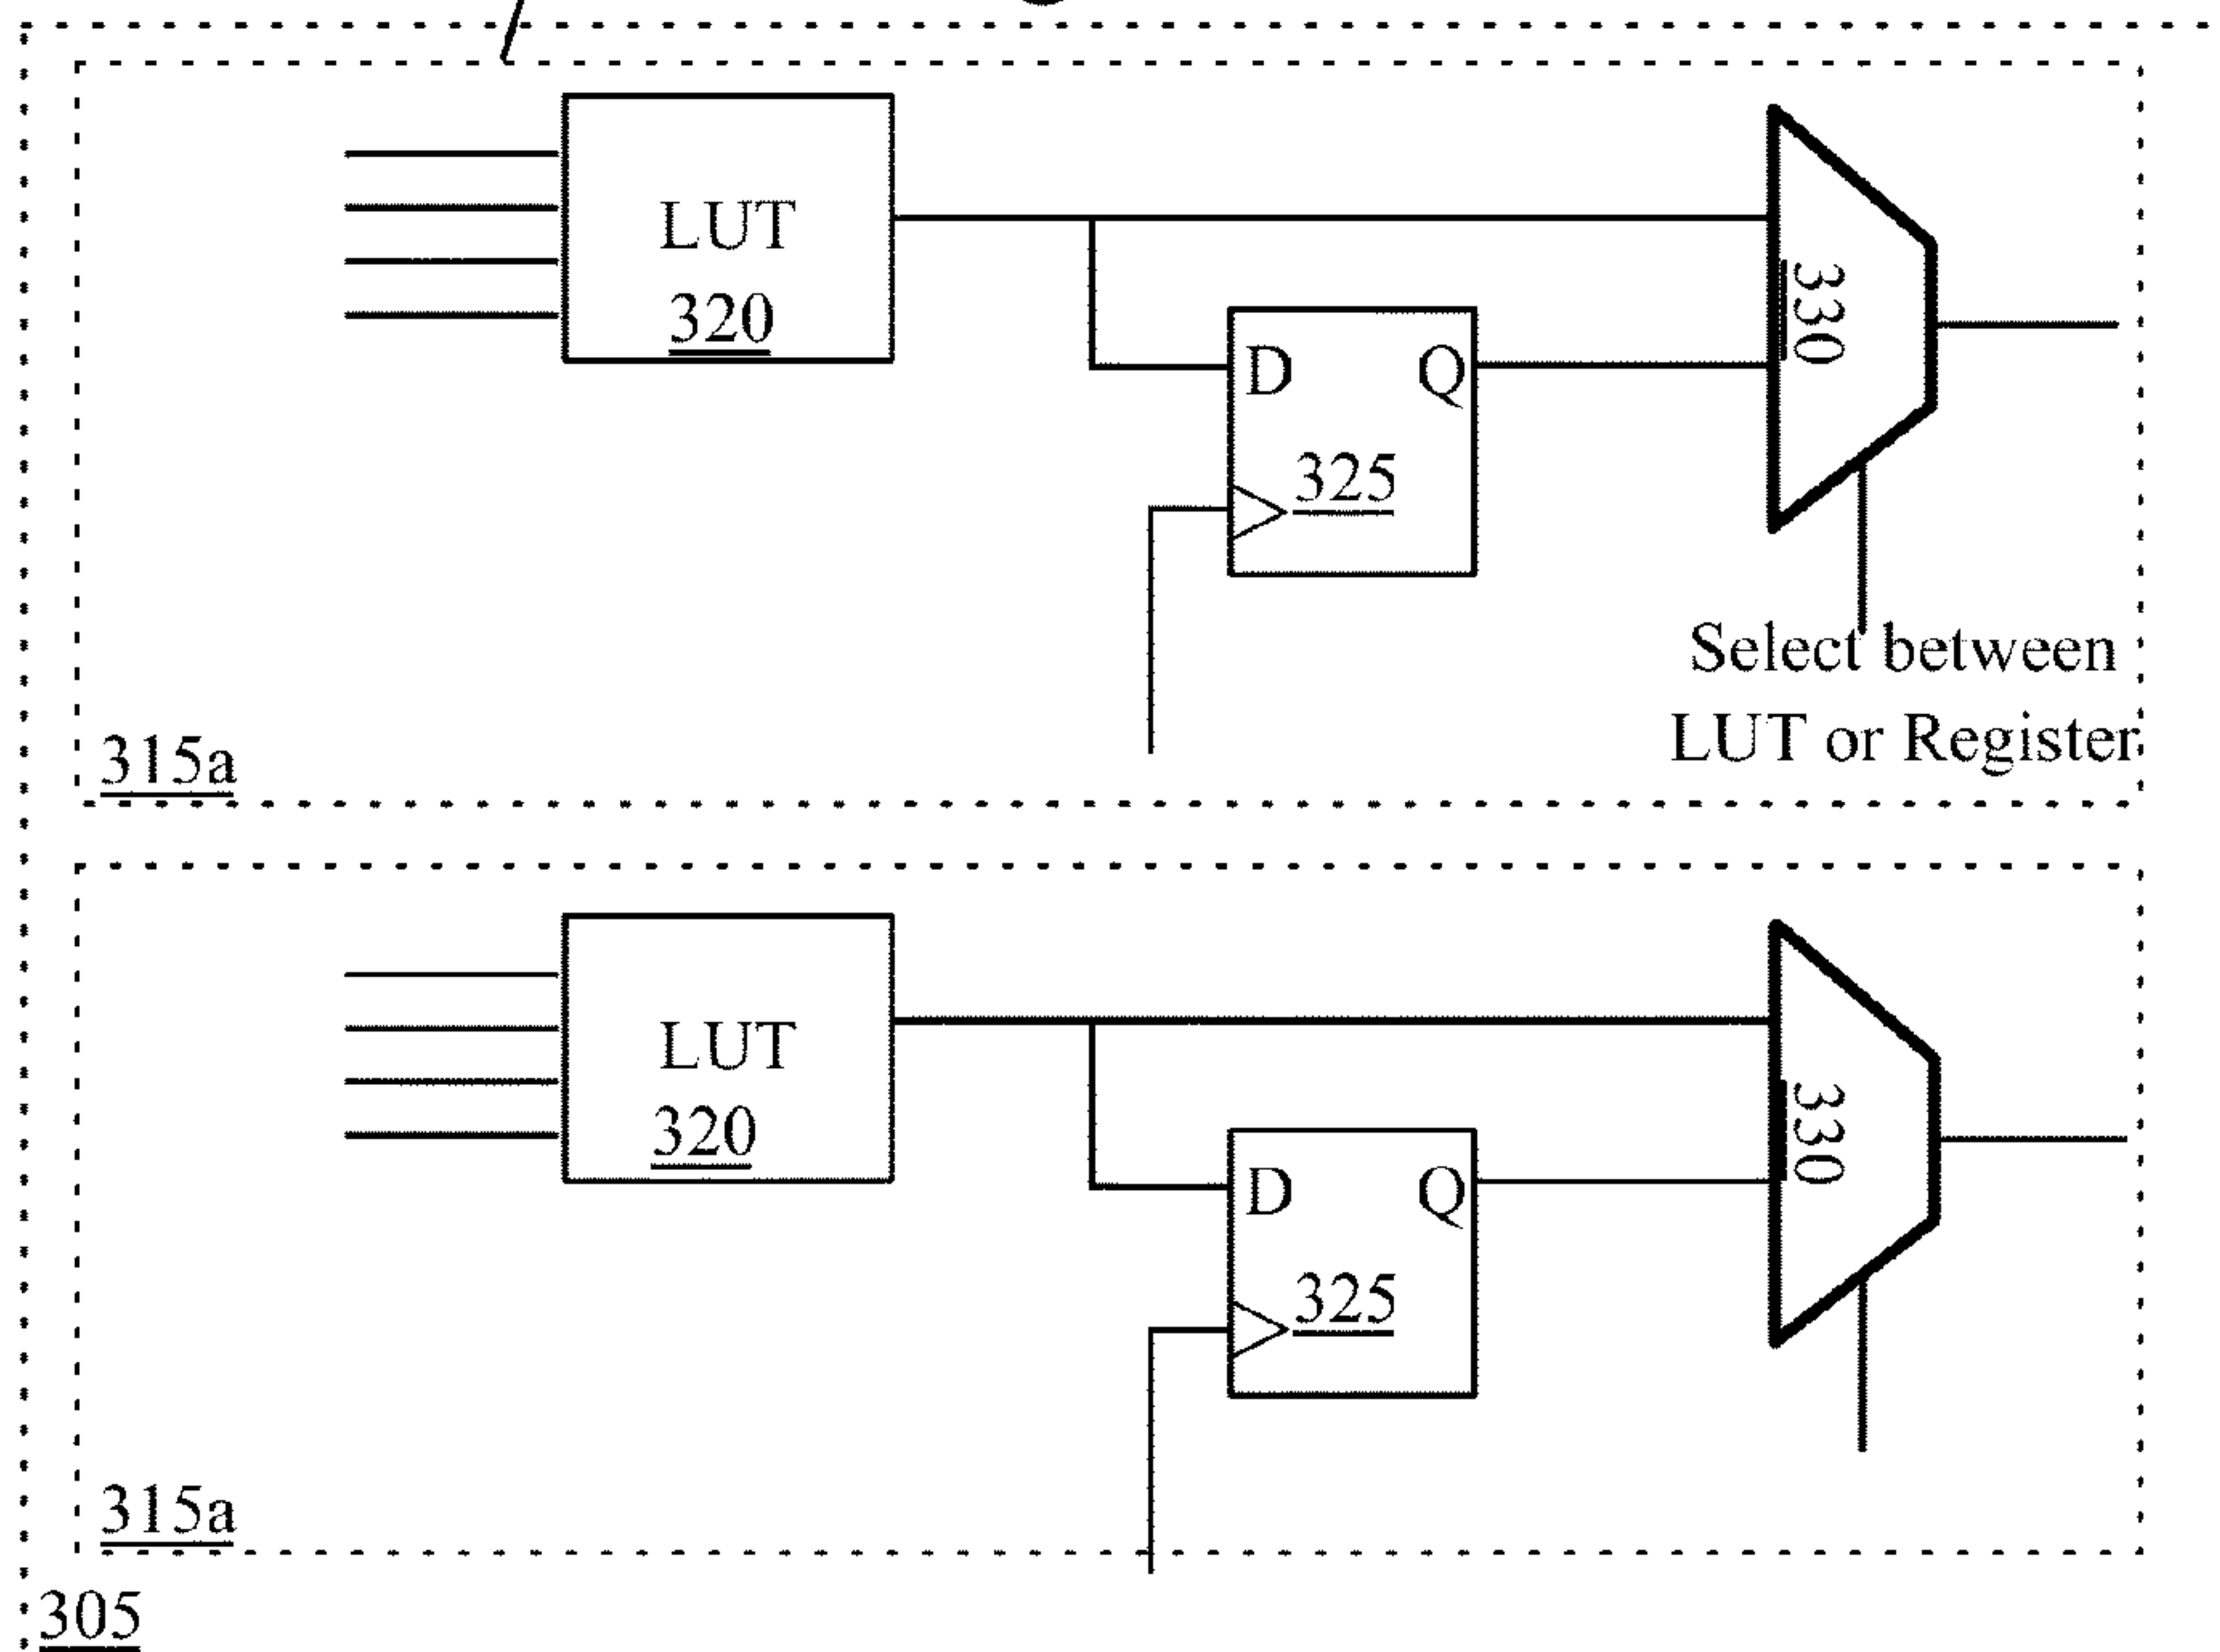 LUT
320
330
D Q
325
Select between
LUT or Register
315a
LUT
320
330
D Q
325
315a
305